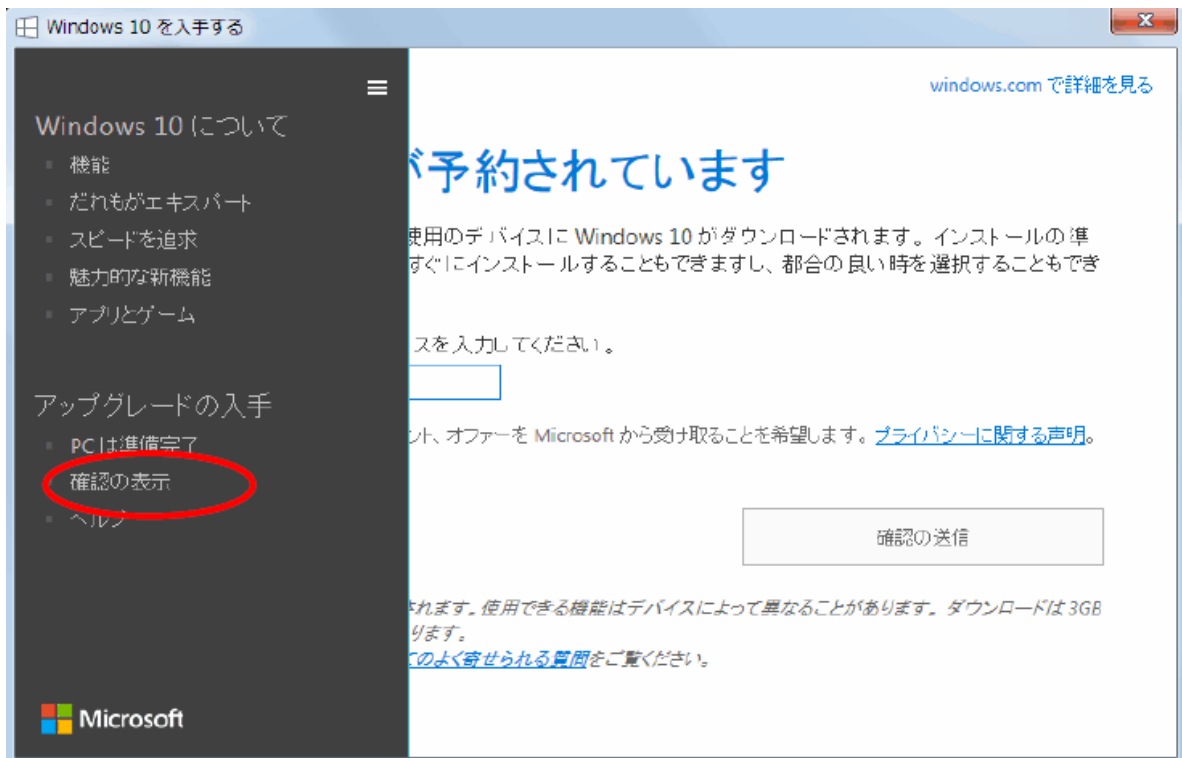 Windows 10 を入手する
windows.com で詳細を見る
Windows 10 について
機能
だれもがエキスパート
スピードを追求
魅力的な新機能
アプリとゲーム
アップグレードの入手
PC は準備完了
確認の表示
ヘルプ
Microsoft
が予約されています
使用のデバイスに Windows 10 がダウンロードされます。インストールの準
すぐにインストールすることもできますし、都合の良い時を選択することもでき
スを入力してください。
ント、オファーを Microsoft から受け取ることを希望します。プライバシーに関する声明。
確認の送信
されます。使用できる機能はデバイスによって異なることがあります。ダウンロードは 3GB
ります。
てのよく寄せられる質問をご覧ください。